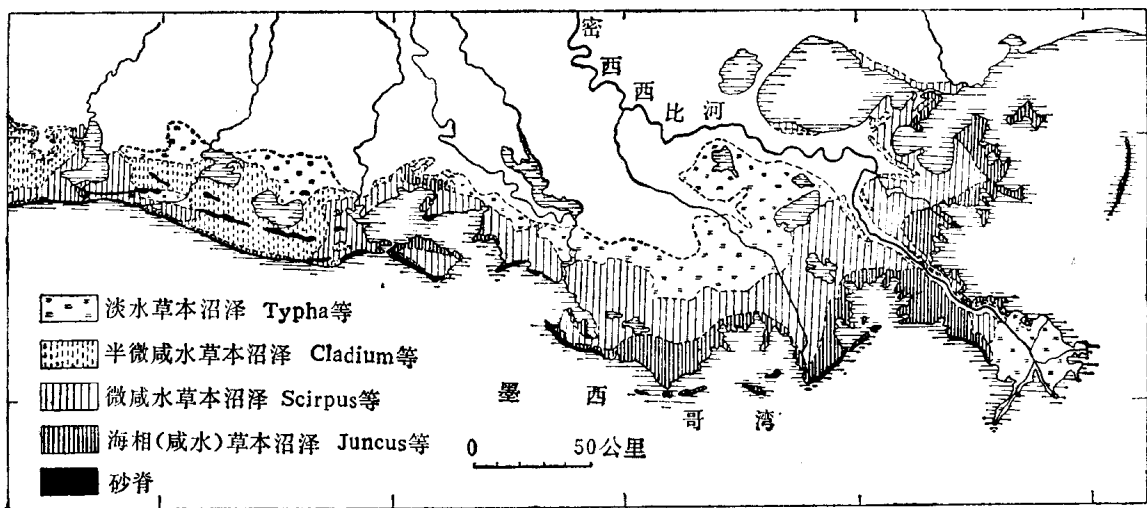 密西西比河
淡水草本沼泽 Typha等
半微咸水草本沼泽 Cladium等
微咸水草本沼泽 Scirpus等
海相(咸水)草本沼泽 Juncus等
砂脊
墨西哥湾
0 50公里